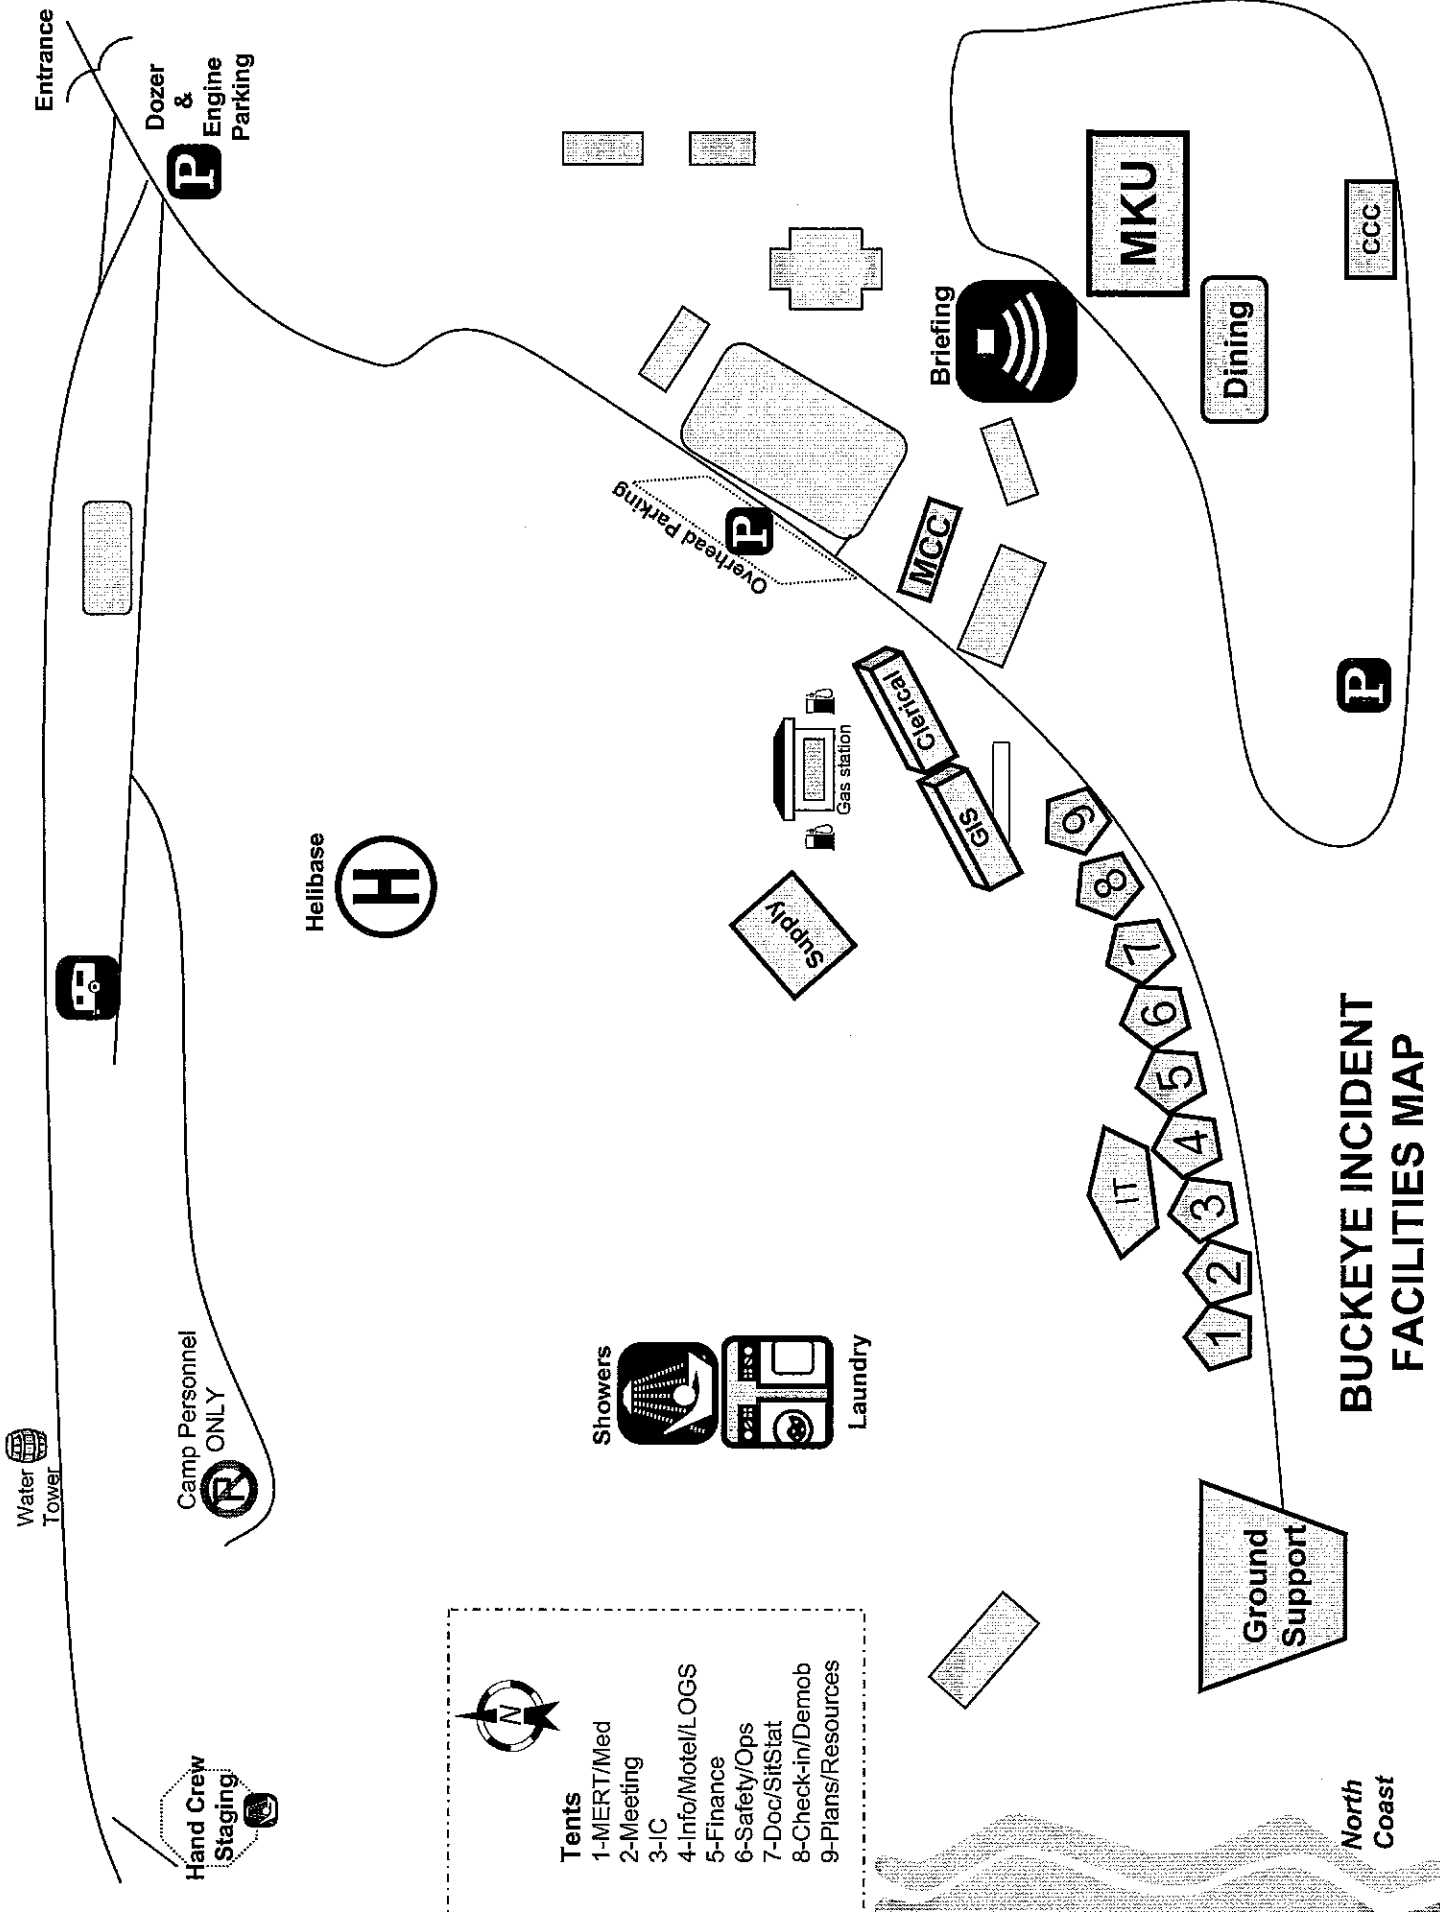 Entrance
Dozer
&
Engine
Parking
P
MKU
CCC
Dining
Briefing
Overhead Parking
P
MCC
P
Clerical
GIS
Gas station
Supply
Helibase
H
9
8
7
6
5
4
3
2
1
IT
Showers
Laundry
Water
Tower
Camp Personnel
ONLY
P
Ground
Support
Hand Crew
Staging
N
Tents
1-MERT/Med
2-Meeting
3-IC
4-Info/Motel/LOGS
5-Finance
6-Safety/Ops
7-Doc/SitStat
8-Check-in/Demob
9-Plans/Resources
North
Coast
BUCKEYE INCIDENT
FACILITIES MAP